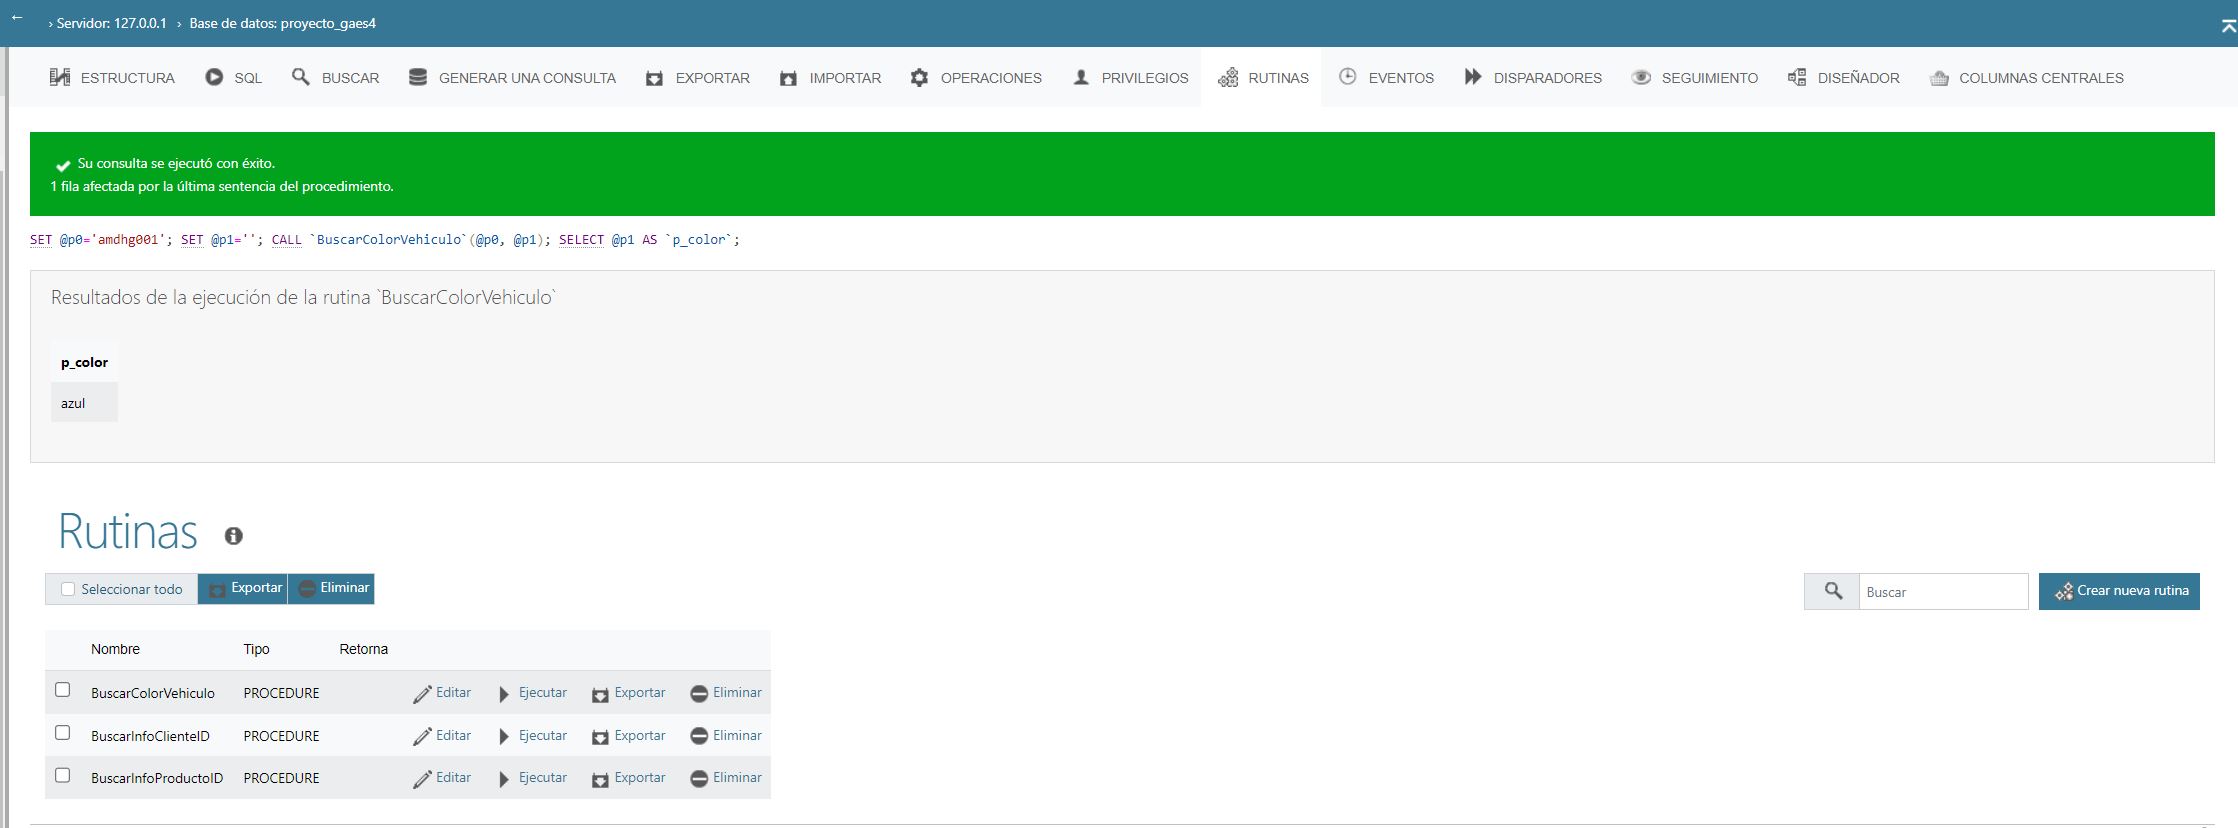 ← › Servidor: 127.0.0.1 › Base de datos: proyecto_gaes4
ESTRUCTURA SQL BUSCAR GENERAR UNA CONSULTA EXPORTAR IMPORTAR OPERACIONES PRIVILEGIOS RUTINAS EVENTOS DISPARADORES SEGUIMIENTO DISEÑADOR COLUMNAS CENTRALES
Su consulta se ejecutó con éxito.
1 fila afectada por la última sentencia del procedimiento.
SET @p0='amdhg001'; SET @p1=''; CALL `BuscarColorVehiculo`(@p0, @p1); SELECT @p1 AS `p_color`;
Resultados de la ejecución de la rutina `BuscarColorVehiculo`
p_color
azul
Rutinas
Seleccionar todo Exportar Eliminar Buscar Crear nueva rutina
Nombre Tipo Retorna
BuscarColorVehiculo PROCEDURE Editar Ejecutar Exportar Eliminar
BuscarInfoClienteID PROCEDURE Editar Ejecutar Exportar Eliminar
BuscarInfoProductoID PROCEDURE Editar Ejecutar Exportar Eliminar